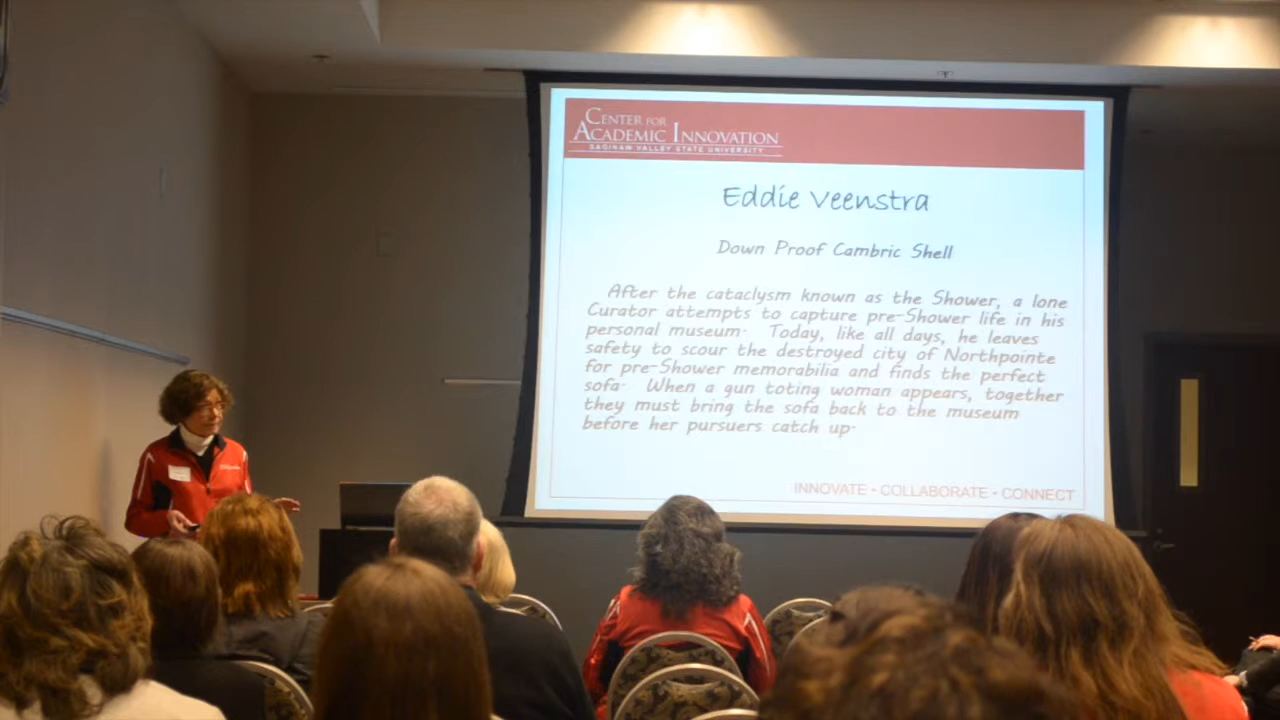 CENTER FOR
ACADEMIC INNOVATION
SAGINAW VALLEY STATE UNIVERSITY
Eddie Veenstra
Down Proof Cambric Shell
After the cataclysm known as the Shower, a lone
Curator attempts to capture pre-Shower life in his
personal museum. Today, like all days, he leaves
safety to scour the destroyed city of Northpointe
for pre-Shower memorabilia and finds the perfect
sofa. When a gun toting woman appears, together
they must bring the sofa back to the museum
before her pursuers catch up.
INNOVATE • COLLABORATE • CONNECT